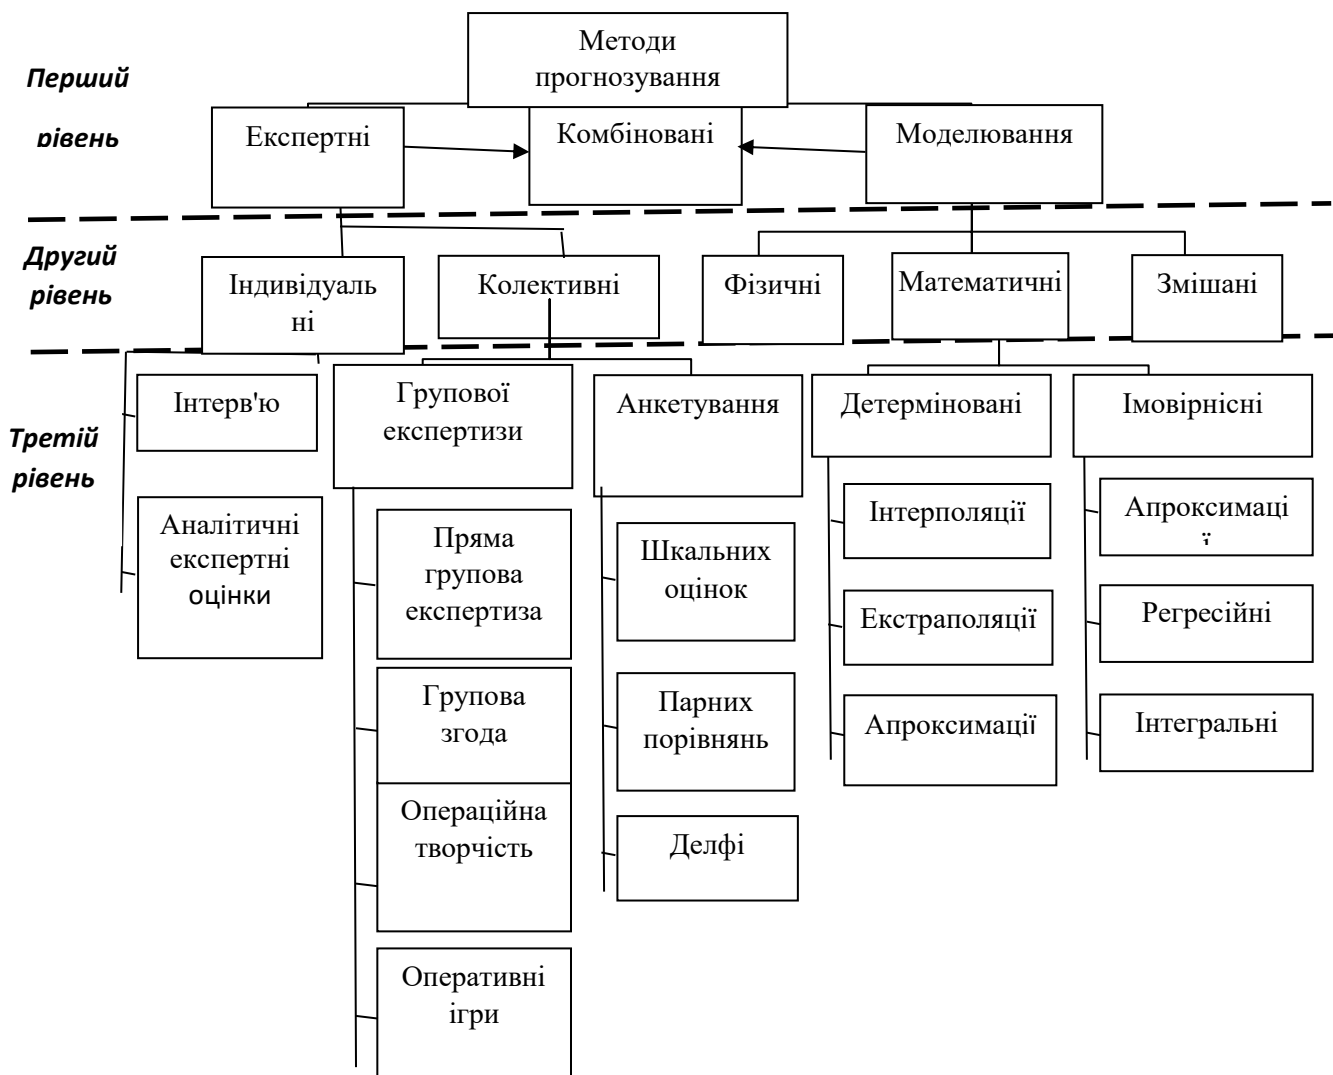 Методи
прогнозування
Перший
рівень
Експертні
Комбіновані
Моделювання
Другий
рівень
Індивідуаль
ні
Колективні
Фізичні
Математичні
Змішані
Третій
рівень
Інтерв'ю
Аналітичні
експертні
оцінки
Групової
експертизи
Пряма
групова
експертиза
Групова
згода
Операційна
творчість
Оперативні
ігри
Анкетування
Шкальних
оцінок
Парних
порівнянь
Делфі
Детерміновані
Інтерполяції
Екстраполяції
Апроксимації
Імовірнісні
Апроксимаці
ї
Регресійні
Інтегральні